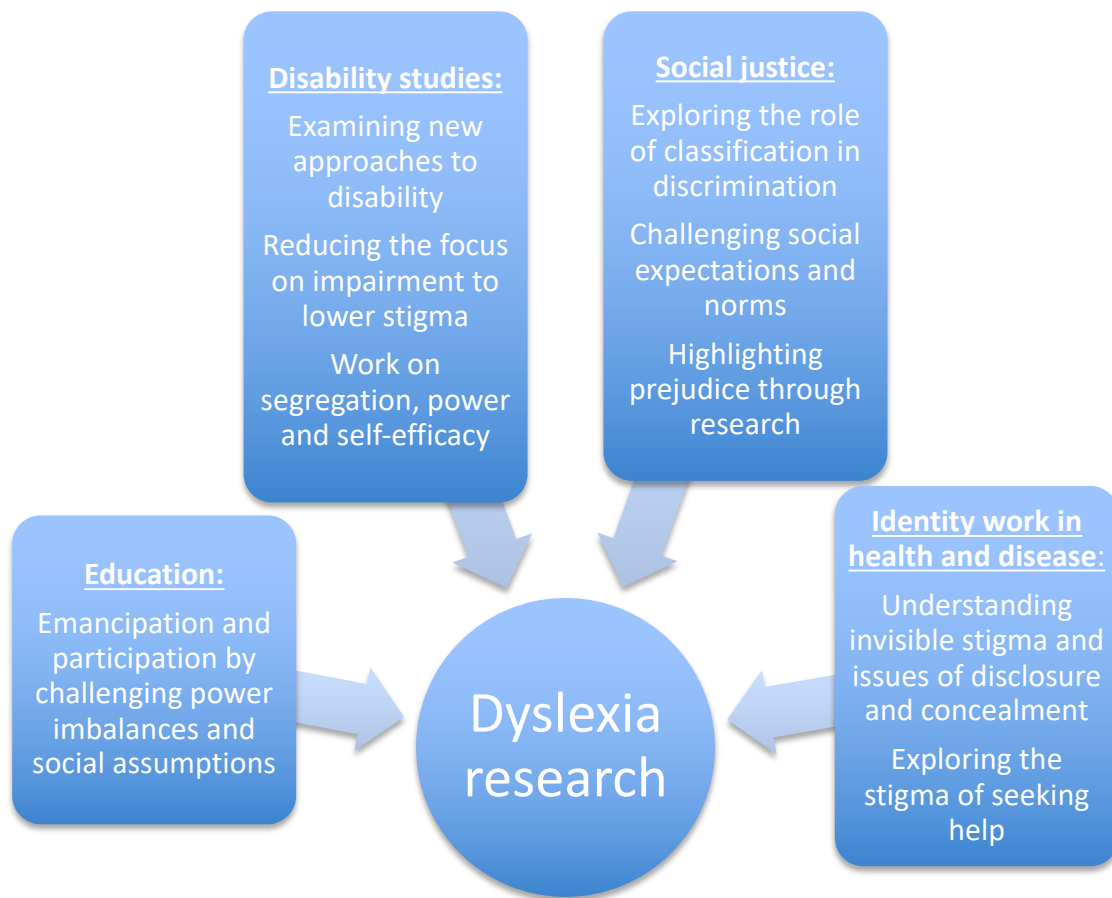 Disability studies:
Examining new
approaches to
disability
Reducing the focus
on impairment to
lower stigma
Work on
segregation, power
and self-efficacy
Social justice:
Exploring the role
of classification in
discrimination
Challenging social
expectations and
norms
Highlighting
prejudice through
research
Education:
Emancipation and
participation by
challenging power
imbalances and
social assumptions
Identity work in
health and disease:
Understanding
invisible stigma and
issues of disclosure
and concealment
Exploring the
stigma of seeking
help
Dyslexia
research